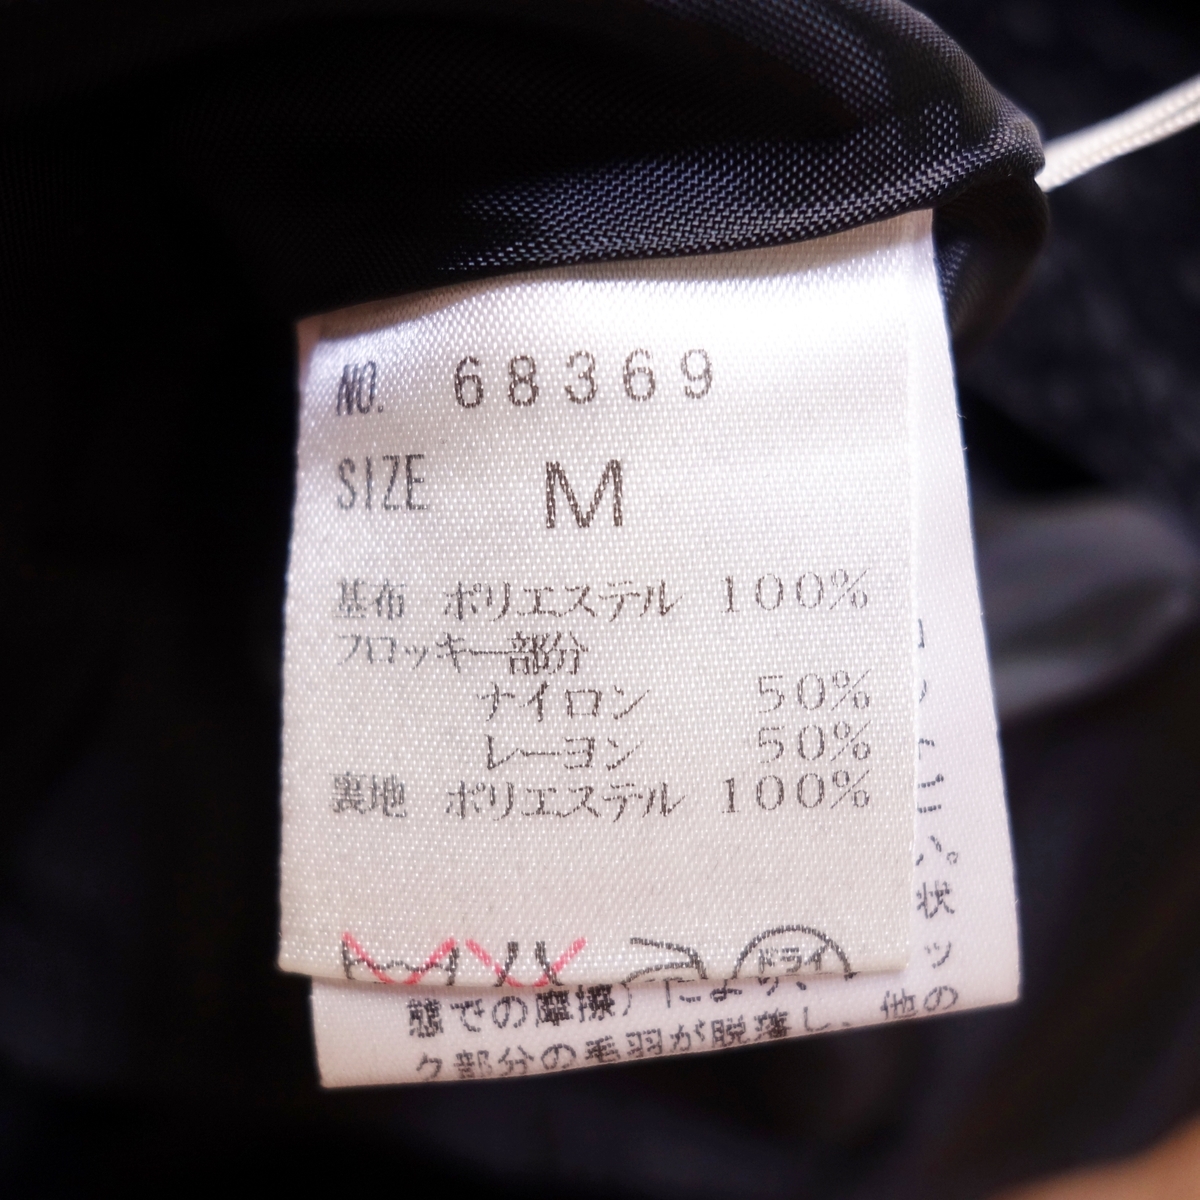 NO. 68369
SIZE M
基布 ポリエステル 100%
フロッキー部分
ナイロン 50%
レーヨン 50%
裏地 ポリエステル 100%
ドライ
い。
状
ッ
態での摩擦)により、他の
ク部分の毛羽が脱落し、